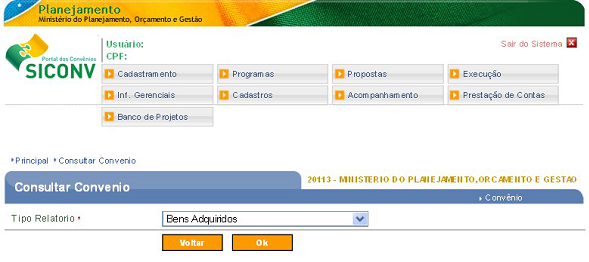 Planejamento
Ministério do Planejamento, Orçamento e Gestão
Portal dos Convênios
SICONV
Usuário:
CPF:
Sair do Sistema
Cadastramento
Programas
Propostas
Execução
Inf. Gerenciais
Cadastros
Acompanhamento
Prestação de Contas
Banco de Projetos
Principal Consultar Convenio
20113 - MINISTERIO DO PLANEJAMENTO,ORCAMENTO E GESTAO
Consultar Convenio
Convênio
Tipo Relatorio *
Bens Adquiridos
Voltar
Ok